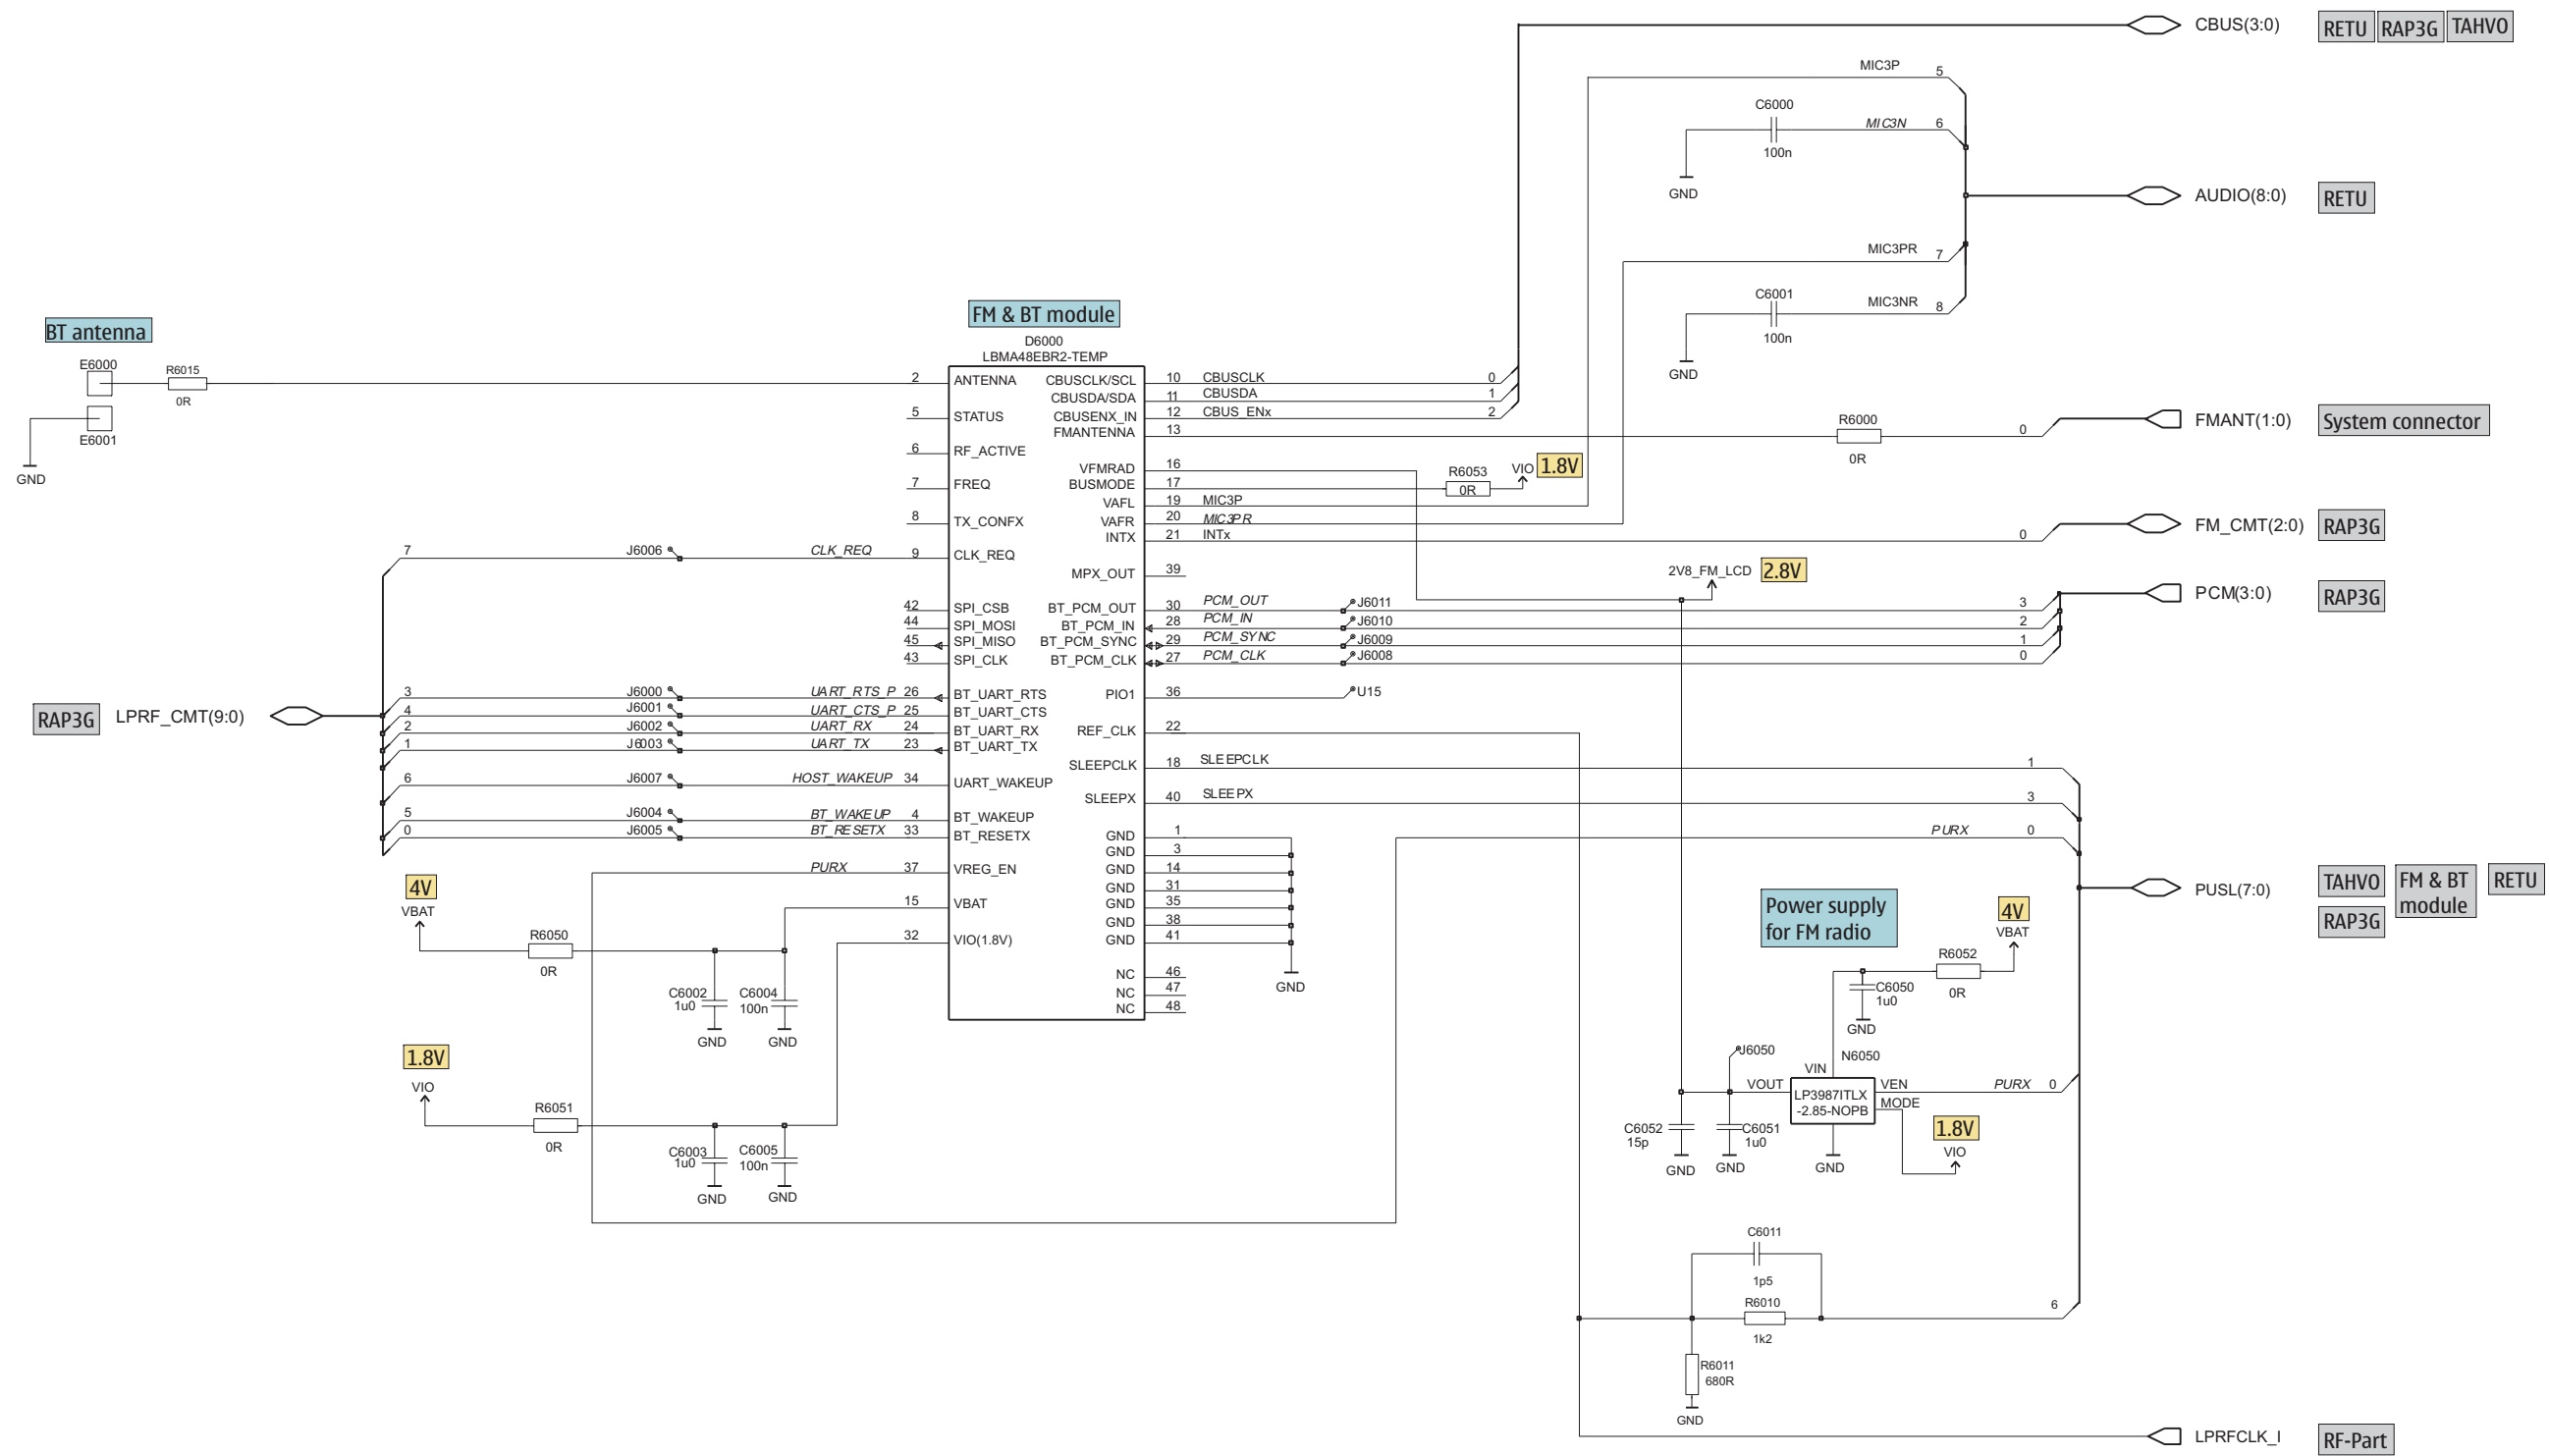 CBUS(3:0) RETU RAP3G TAHVO
MIC3P 5
C6000
MIC3N 6
100n
GND
AUDIO(8:0) RETU
MIC3PR 7
C6001
MIC3NR 8
100n
GND
FM & BT module
D6000
LBMA48EBR2-TEMP
BT antenna
E6000
R6015
0R
E6001
GND
2 ANTENNA
5 STATUS
6 RF_ACTIVE
7 FREQ
8 TX_CONFX
7 J6006 CLK_REQ 9 CLK_REQ
42 SPI_CSB
44 SPI_MOSI
45 SPI_MISO
43 SPI_CLK
RAP3G LPRF_CMT(9:0)
3 J6000 UART_RTS_P 26 BT_UART_RTS
4 J6001 UART_CTS_P 25 BT_UART_CTS
2 J6002 UART_RX 24 BT_UART_RX
1 J6003 UART_TX 23 BT_UART_TX
6 J6007 HOST_WAKEUP 34 UART_WAKEUP
5 J6004 BT_WAKEUP 4 BT_WAKEUP
0 J6005 BT_RESETX 33 BT_RESETX
PURX 37 VREG_EN
15 VBAT
32 VIO(1.8V)
4V
VBAT
R6050
0R
C6002
1u0
C6004
100n
GND GND
1.8V
VIO
R6051
0R
C6003
1u0
C6005
100n
GND GND
CBUSCLK/SCL 10 CBUSCLK 0
CBUSDA/SDA 11 CBUSDA 1
CBUSENX_IN 12 CBUS_ENx 2
FMANTENNA 13
R6000
0R
0 FMANT(1:0) System connector
VFMRAD 16
BUSMODE 17
R6053
0R
VIO 1.8V
VAFL 19 MIC3P
VAFR 20 MIC3PR
INTX 21 INTx 0 FM_CMT(2:0) RAP3G
MPX_OUT 39
2V8_FM_LCD 2.8V
BT_PCM_OUT 30 PCM_OUT J6011 3
BT_PCM_IN 28 PCM_IN J6010 2
BT_PCM_SYNC 29 PCM_SYNC J6009 1
BT_PCM_CLK 27 PCM_CLK J6008 0
PCM(3:0) RAP3G
PIO1 36 U15
REF_CLK 22
SLEEPCLK 18 SLEEPCLK 1
SLEEPX 40 SLEEPX 3
PURX 0
GND 1
GND 3
GND 14
GND 31
GND 35
GND 38
GND 41
GND
NC 46
NC 47
NC 48
PUSL(7:0) TAHVO FM & BT
module RETU
RAP3G
Power supply
for FM radio
4V
VBAT
R6052
0R
C6050
1u0
GND
J6050
VIN N6050
VOUT LP3987ITLX
-2.85-NOPB
VEN PURX 0
MODE
1.8V
VIO
C6052
15p
C6051
1u0
GND GND GND
C6011
1p5
R6010
1k2
6
R6011
680R
GND
LPRFCLK_I RF-Part